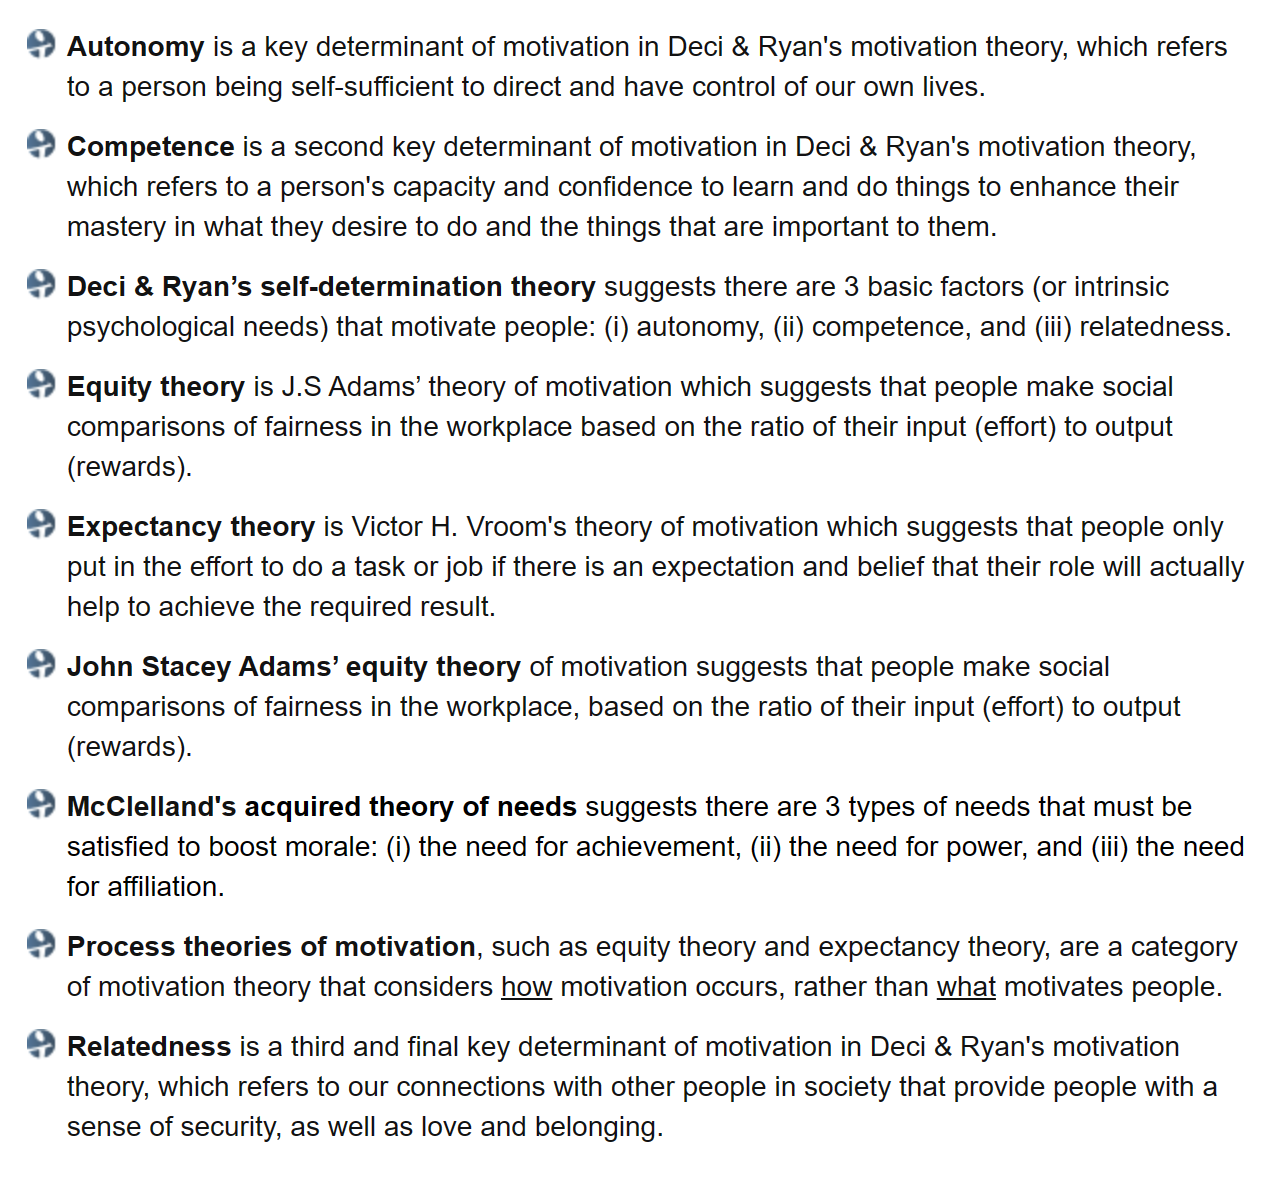 Autonomy is a key determinant of motivation in Deci & Ryan's motivation theory, which refers
to a person being self-sufficient to direct and have control of our own lives.
Competence is a second key determinant of motivation in Deci & Ryan's motivation theory,
which refers to a person's capacity and confidence to learn and do things to enhance their
mastery in what they desire to do and the things that are important to them.
Deci & Ryan’s self-determination theory suggests there are 3 basic factors (or intrinsic
psychological needs) that motivate people: (i) autonomy, (ii) competence, and (iii) relatedness.
Equity theory is J.S Adams’ theory of motivation which suggests that people make social
comparisons of fairness in the workplace based on the ratio of their input (effort) to output
(rewards).
Expectancy theory is Victor H. Vroom's theory of motivation which suggests that people only
put in the effort to do a task or job if there is an expectation and belief that their role will actually
help to achieve the required result.
John Stacey Adams’ equity theory of motivation suggests that people make social
comparisons of fairness in the workplace, based on the ratio of their input (effort) to output
(rewards).
McClelland's acquired theory of needs suggests there are 3 types of needs that must be
satisfied to boost morale: (i) the need for achievement, (ii) the need for power, and (iii) the need
for affiliation.
Process theories of motivation, such as equity theory and expectancy theory, are a category
of motivation theory that considers how motivation occurs, rather than what motivates people.
Relatedness is a third and final key determinant of motivation in Deci & Ryan's motivation
theory, which refers to our connections with other people in society that provide people with a
sense of security, as well as love and belonging.